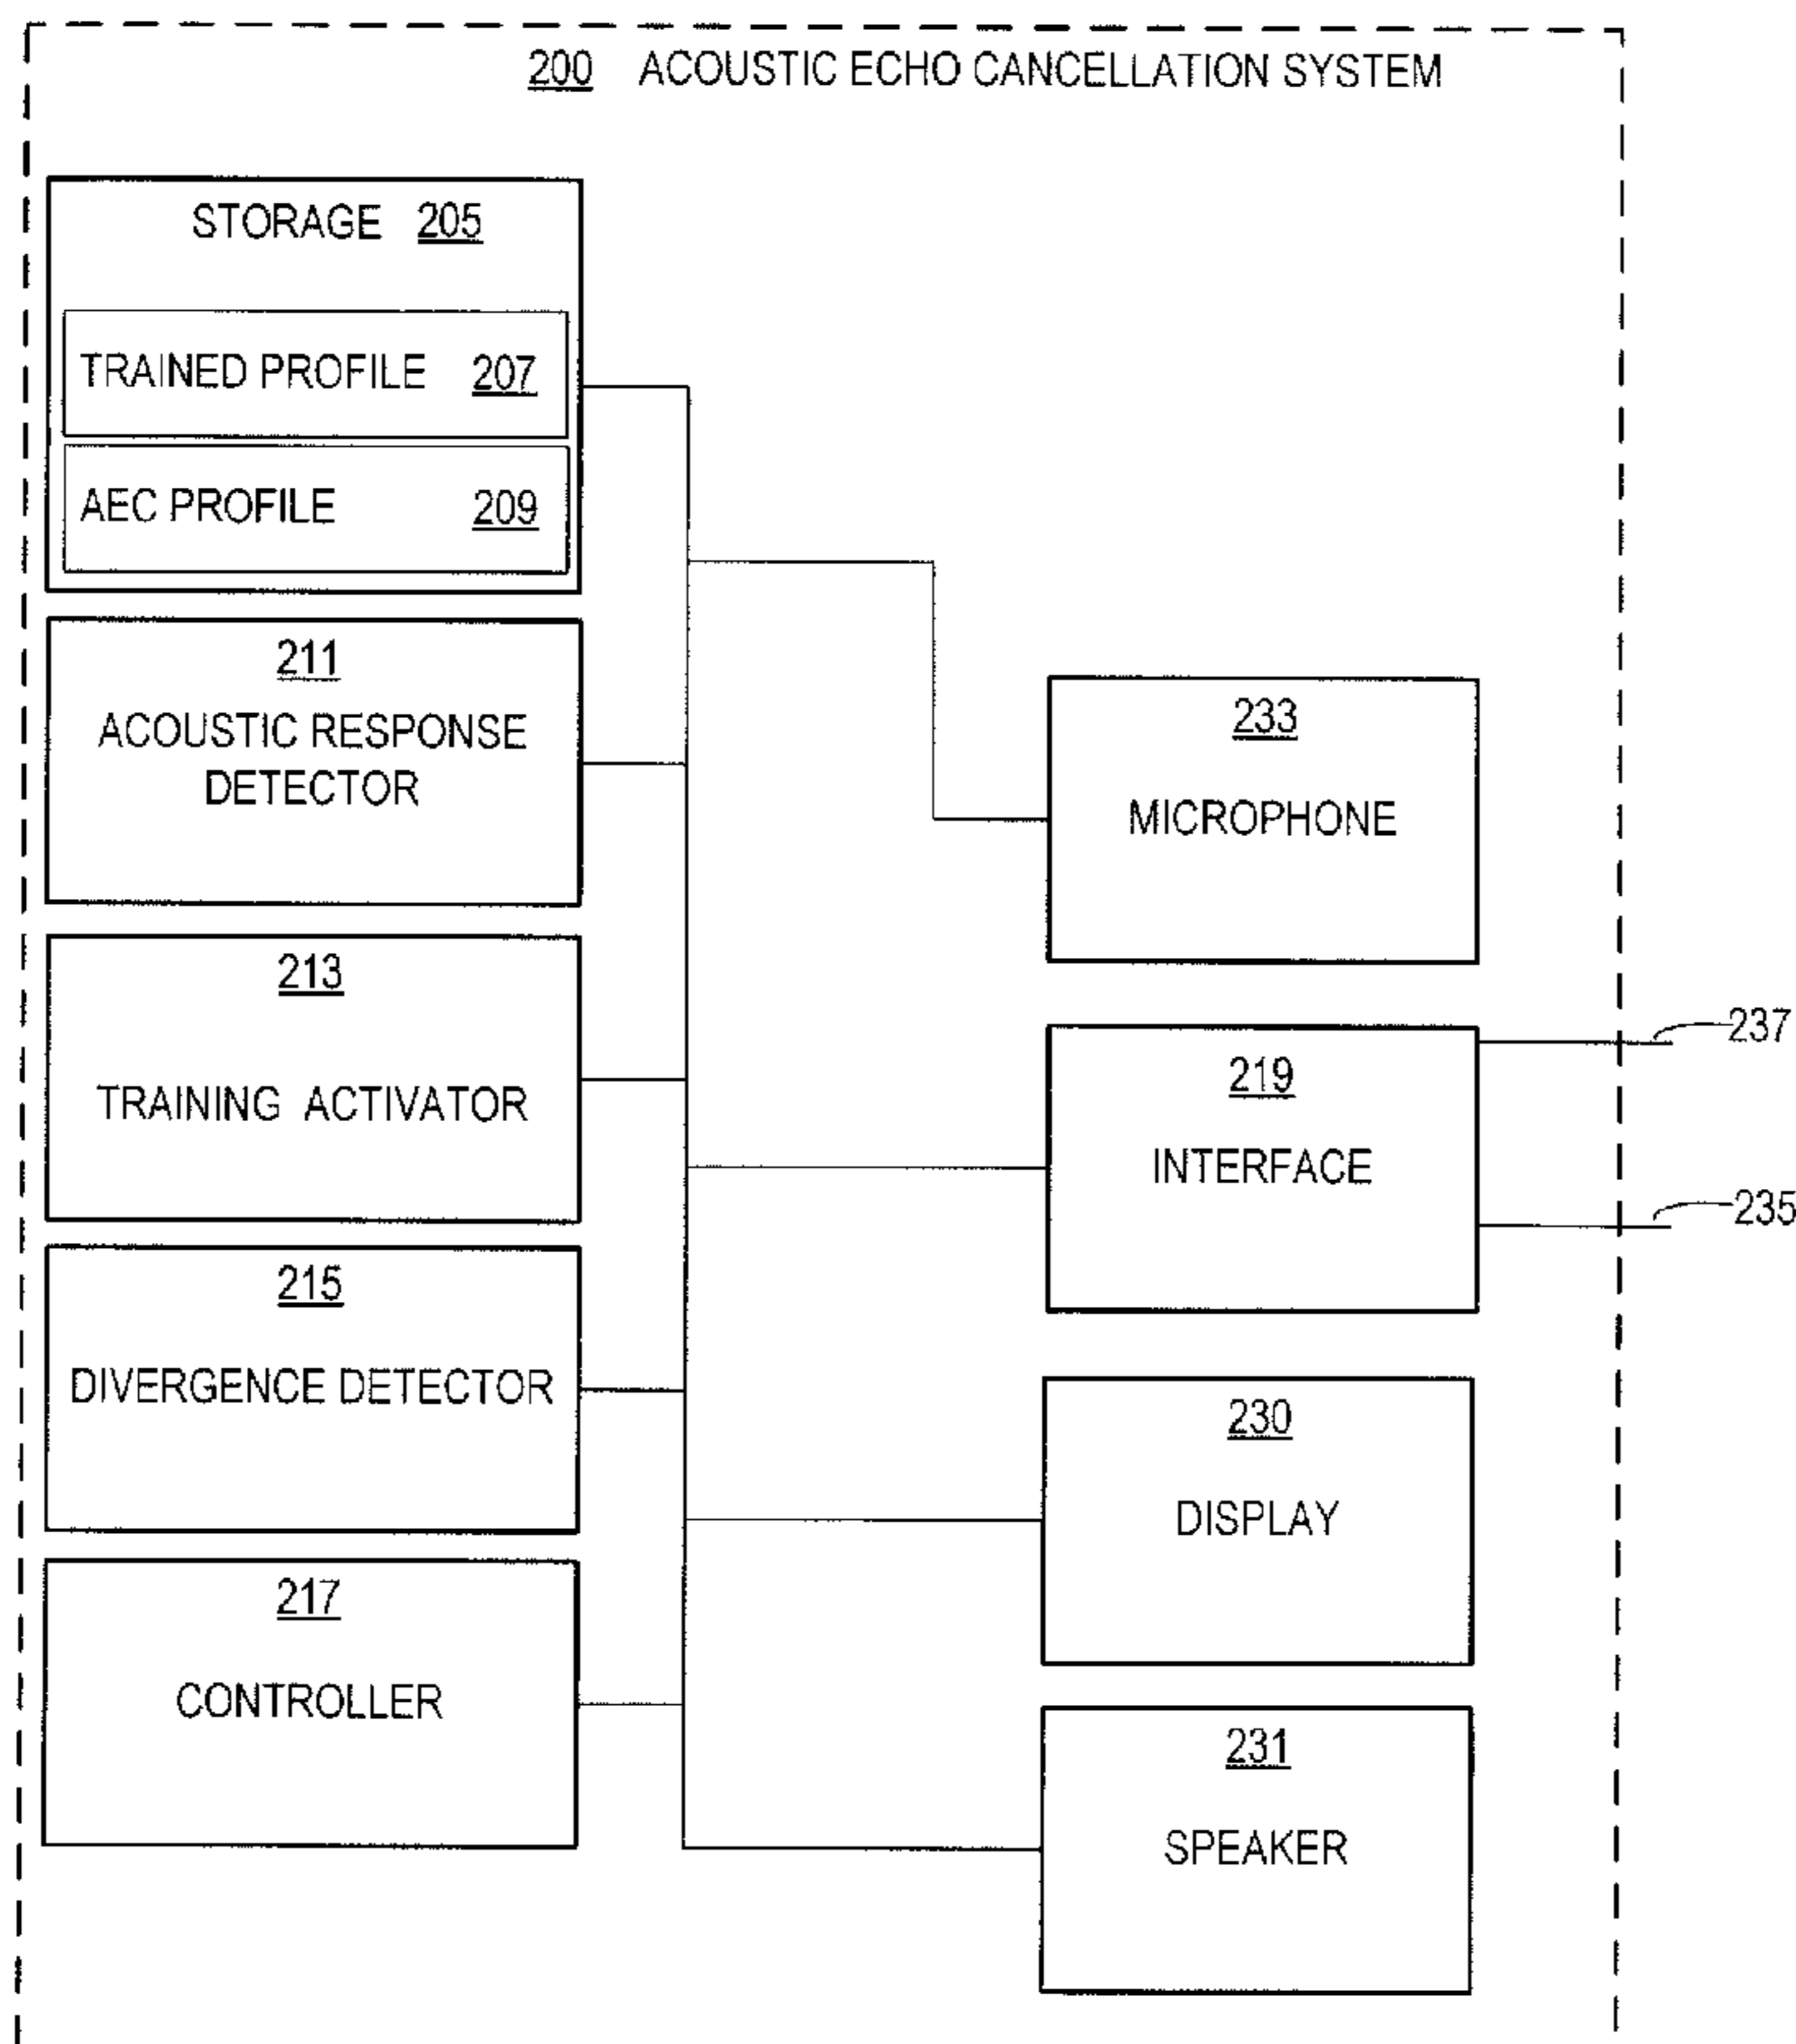 200 ACOUSTIC ECHO CANCELLATION SYSTEM
STORAGE 205
TRAINED PROFILE 207
AEC PROFILE 209
211
ACOUSTIC RESPONSE
DETECTOR
213
TRAINING ACTIVATOR
215
DIVERGENCE DETECTOR
217
CONTROLLER
233
MICROPHONE
219
INTERFACE
237
235
230
DISPLAY
231
SPEAKER